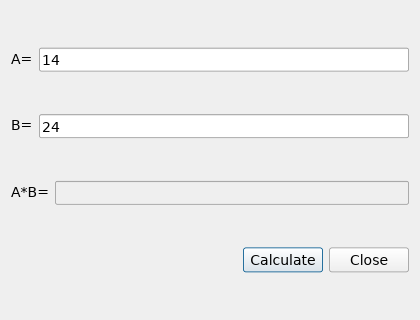 A= 14
B= 24
A*B=
Calculate Close